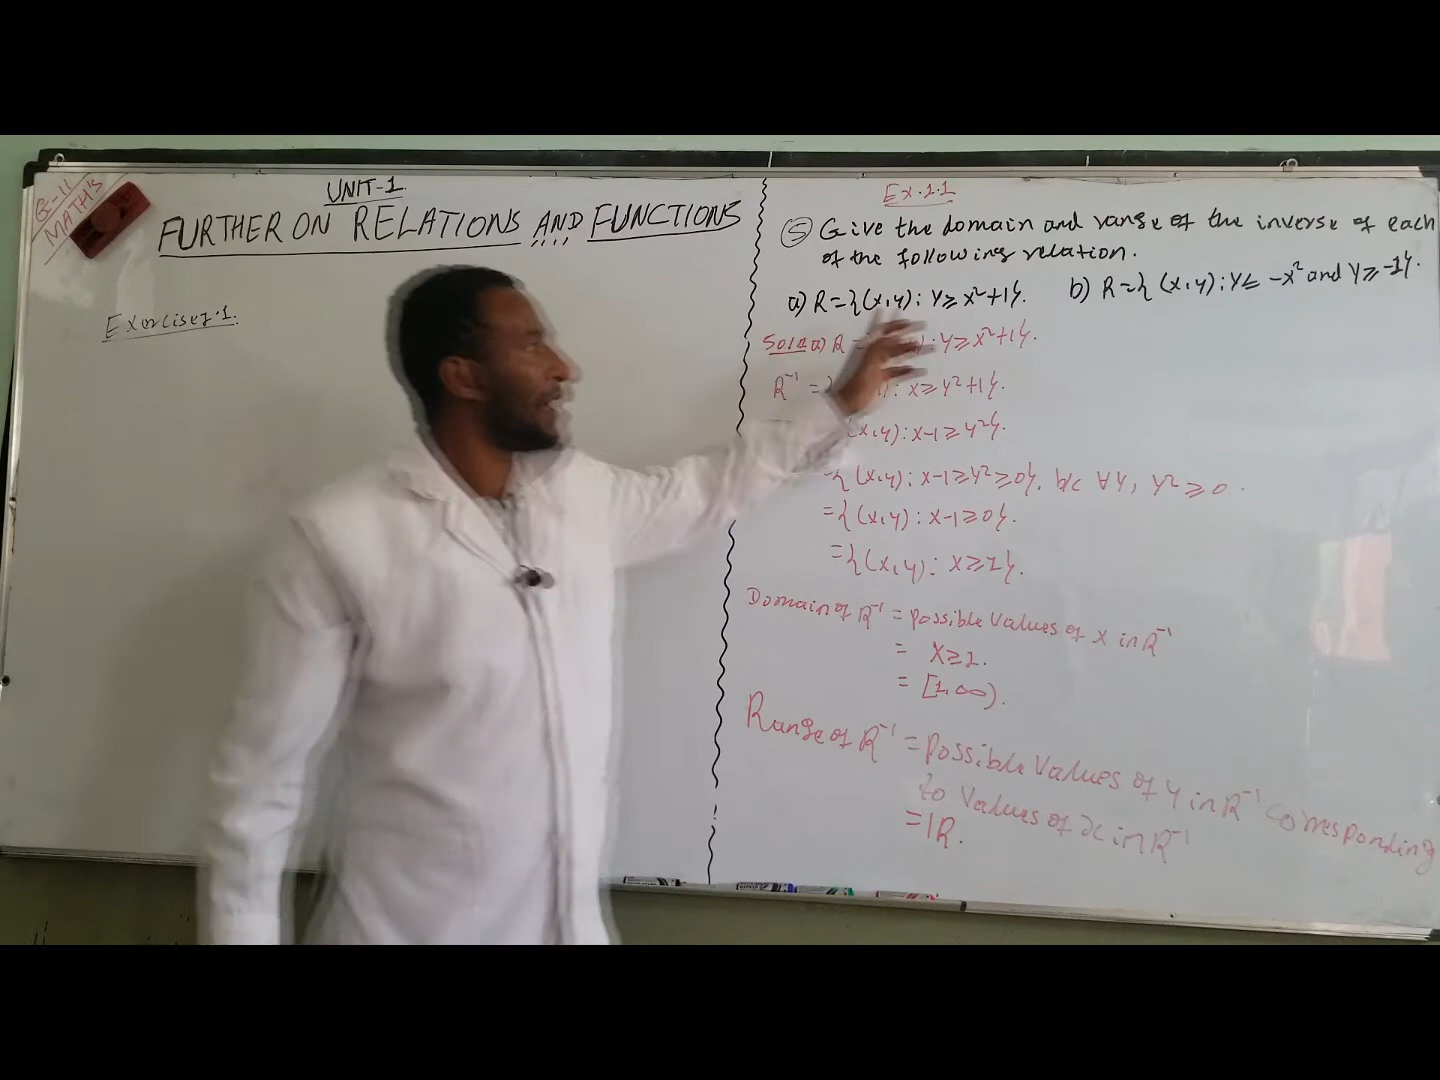 G-11
MATH'S
UNIT-1
FURTHER ON RELATIONS AND FUNCTIONS
Exercise 1.1.
Ex.1.1
⑤ Give the domain and range of the inverse of each
of the following relation.
a) R={(x,y): y≥x²+1}. b) R={(x,y): y≤-x² and y≥-1}.
Soln a) R = y≥x²+1}.
R⁻¹ = : x≥y²+1}.
(x,y): x-1≥y²}.
={(x,y): x-1≥y²≥0}, b/c ∀y, y²≥0.
={(x,y): x-1≥0}.
={(x,y): x≥1}.
Domain of R⁻¹ = possible values of x in R⁻¹
= x≥1.
= [1,∞).
Range of R⁻¹ = possible values of y in R⁻¹ corresponding
to values of x in R⁻¹
=IR.